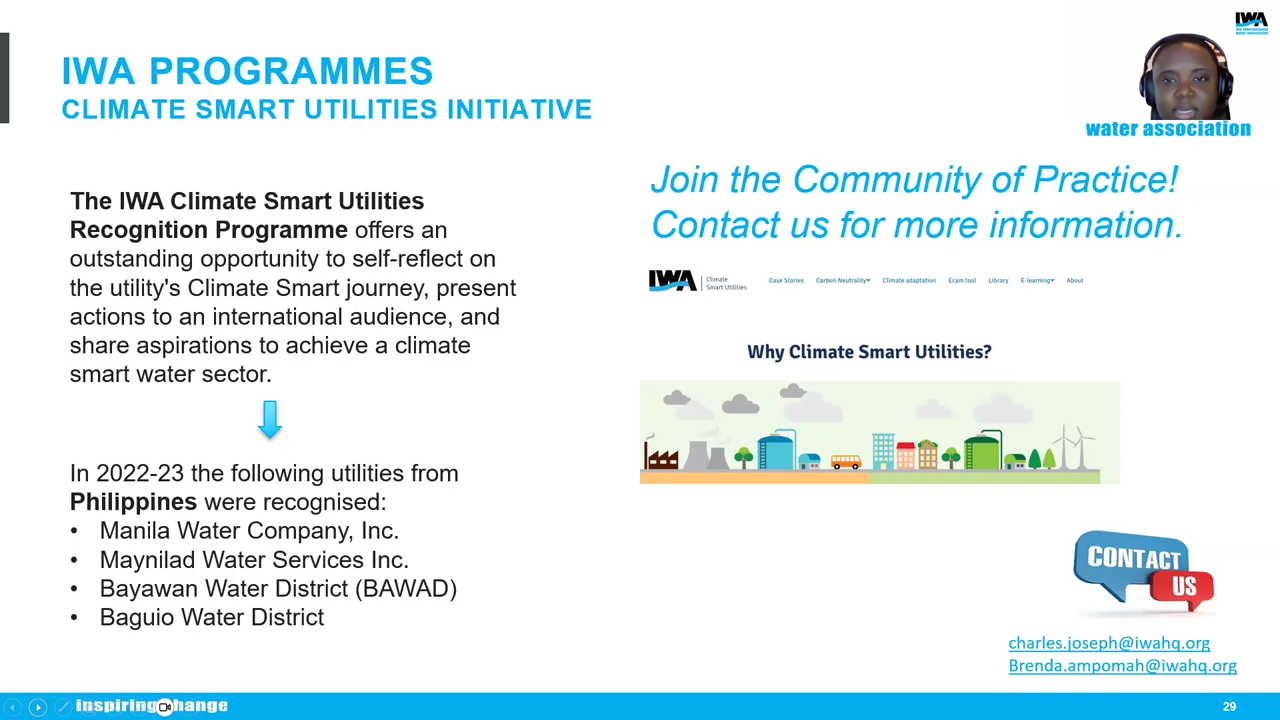 IWA
water association
IWA PROGRAMMES
CLIMATE SMART UTILITIES INITIATIVE
The IWA Climate Smart Utilities
Recognition Programme offers an
outstanding opportunity to self-reflect on
the utility's Climate Smart journey, present
actions to an international audience, and
share aspirations to achieve a climate
smart water sector.
In 2022-23 the following utilities from
Philippines were recognised:
• Manila Water Company, Inc.
• Maynilad Water Services Inc.
• Bayawan Water District (BAWAD)
• Baguio Water District
Join the Community of Practice!
Contact us for more information.
IWA Climate
Smart Utilities
Case Stories Carbon Neutrality Climate adaptation Ecam tool Library E-learning About
Why Climate Smart Utilities?
CONTACT
US
charles.joseph@iwahq.org
Brenda.ampomah@iwahq.org
inspiring change
29